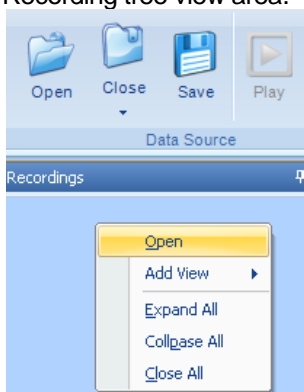 Recording tree view area.
Open Close Save Play
Data Source
Recordings
Open
Add View
Expand All
Collpase All
Close All